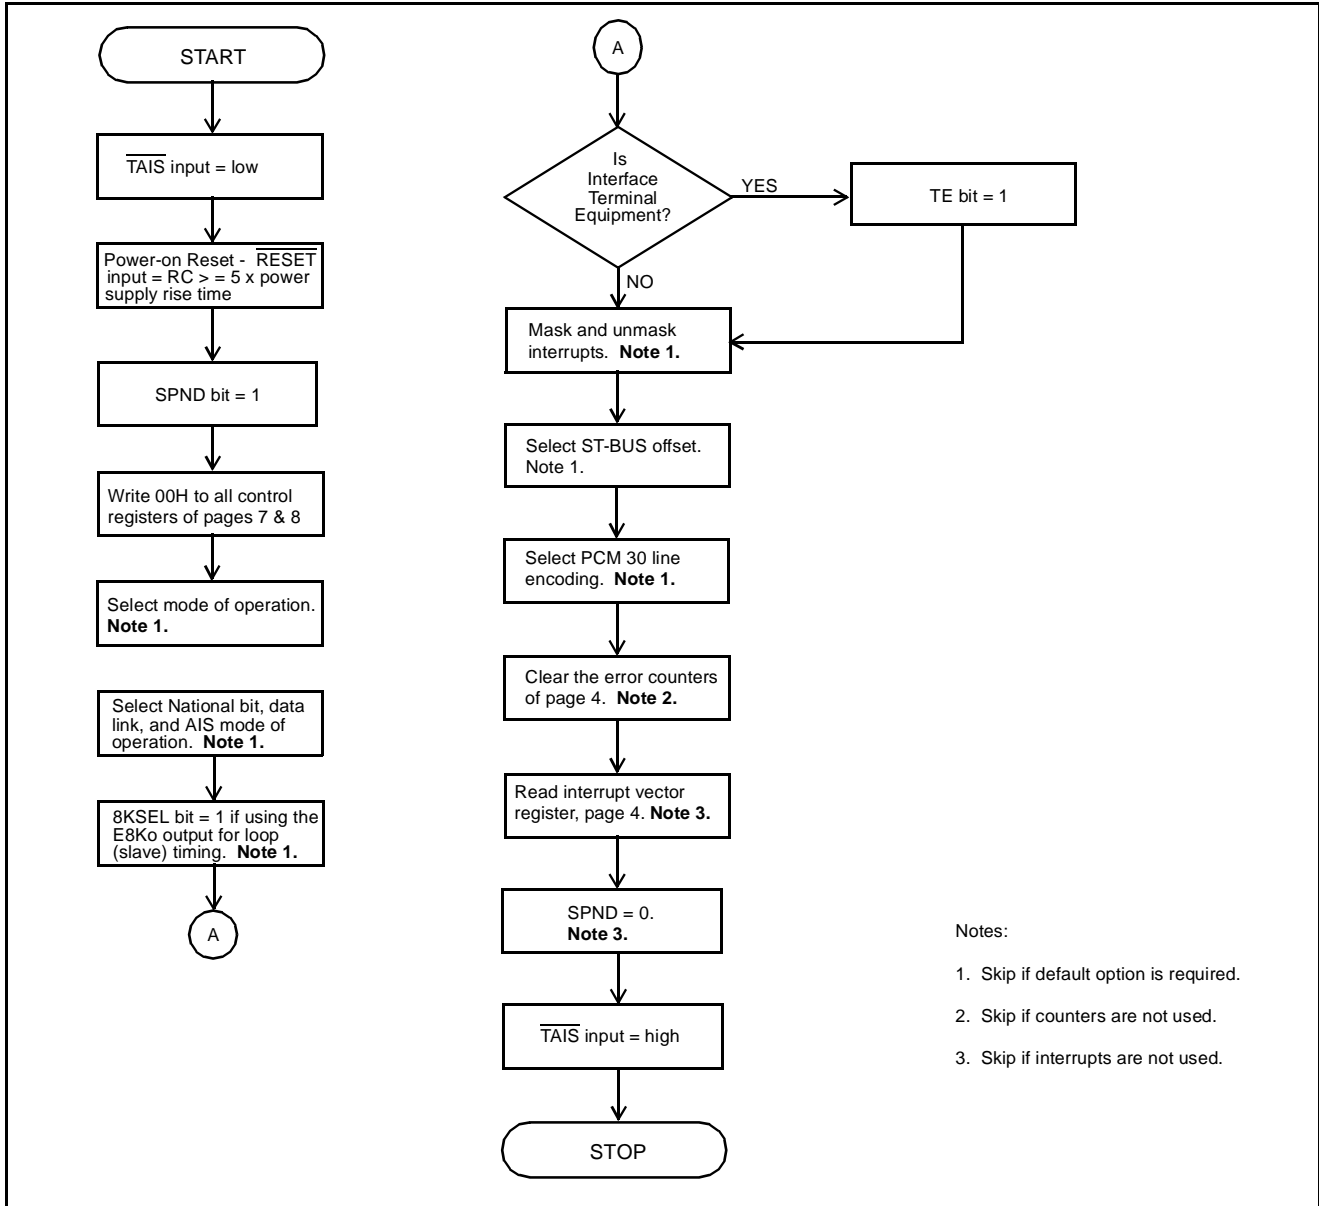 START
TAIS input = low
Power-on Reset - RESET
input = RC > = 5 x power
supply rise time
SPND bit = 1
Write 00H to all control
registers of pages 7 & 8
Select mode of operation.
Note 1.
Select National bit, data
link, and AIS mode of
operation. Note 1.
8KSEL bit = 1 if using the
E8Ko output for loop
(slave) timing. Note 1.
A
A
Is
Interface
Terminal
Equipment?
YES
TE bit = 1
NO
Mask and unmask
interrupts. Note 1.
Select ST-BUS offset.
Note 1.
Select PCM 30 line
encoding. Note 1.
Clear the error counters
of page 4. Note 2.
Read interrupt vector
register, page 4. Note 3.
SPND = 0.
Note 3.
TAIS input = high
STOP
Notes:
1. Skip if default option is required.
2. Skip if counters are not used.
3. Skip if interrupts are not used.